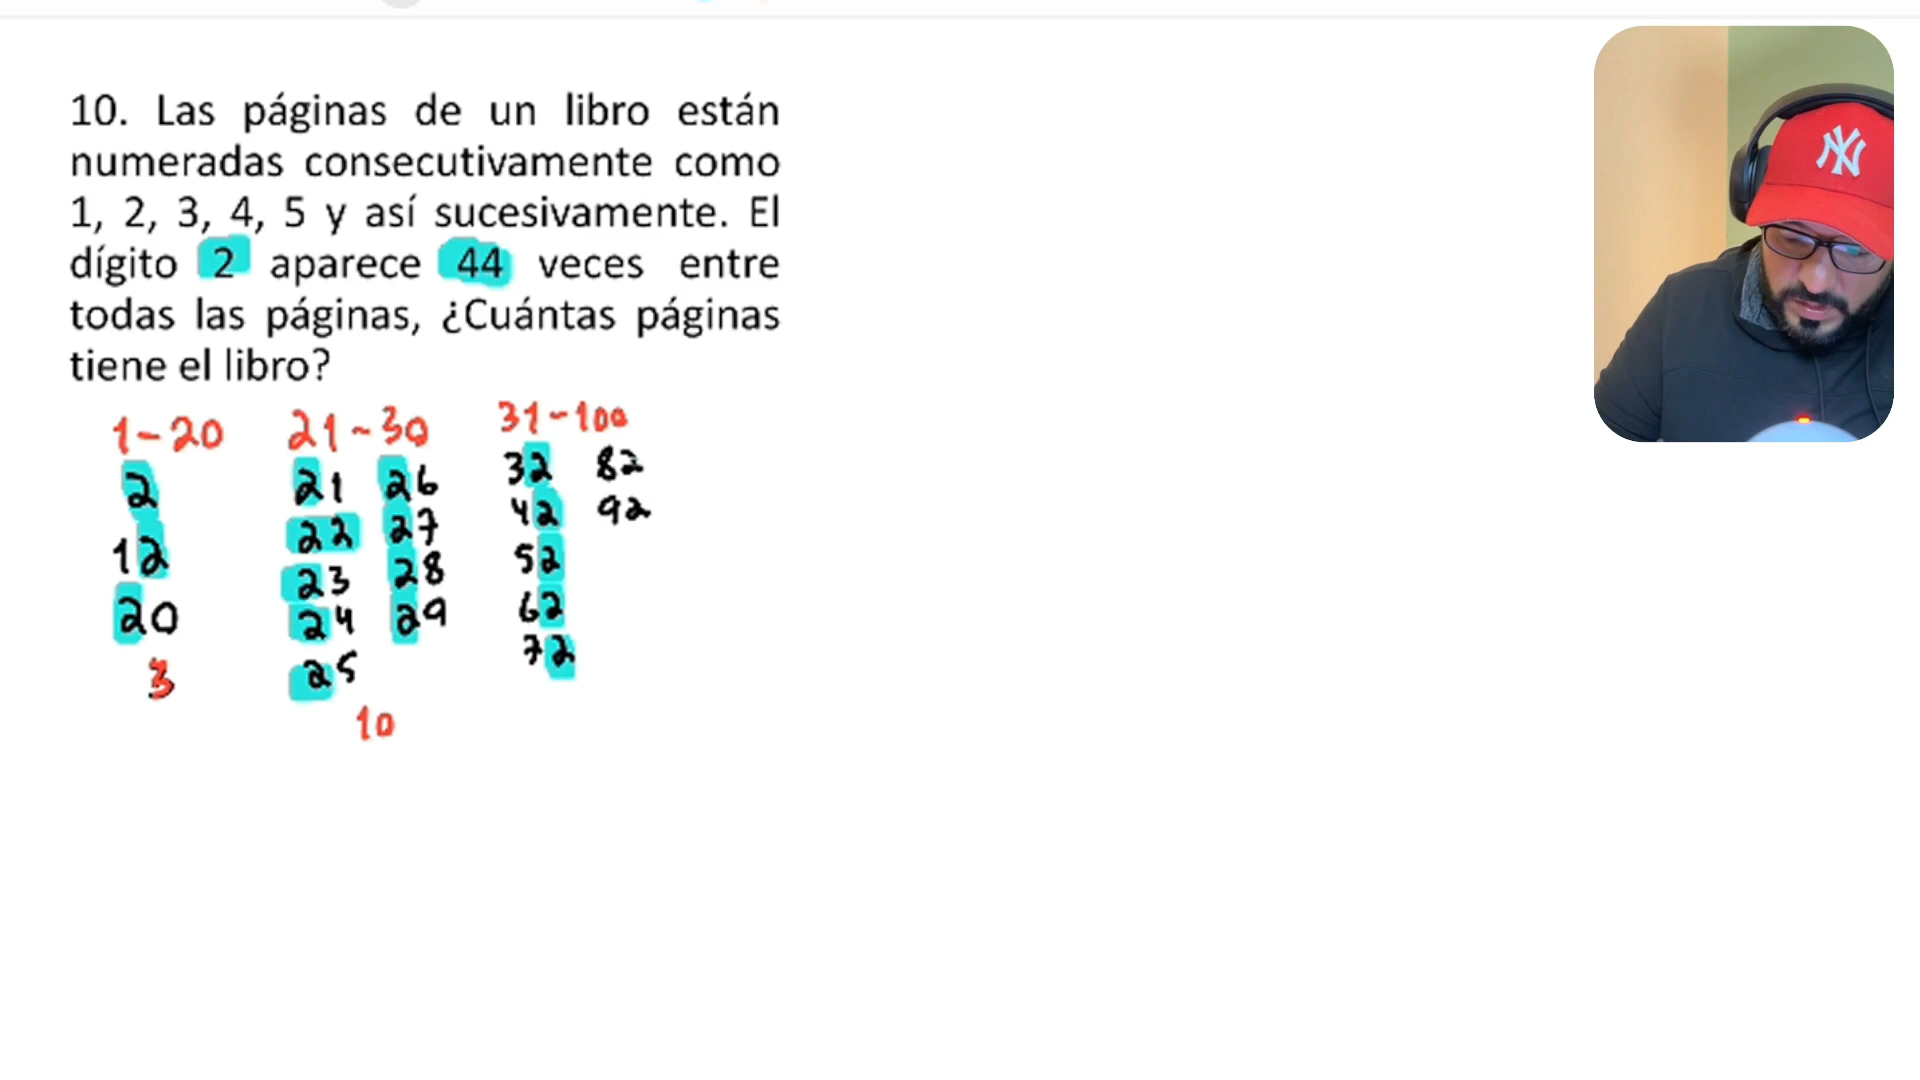 10. Las páginas de un libro están
numeradas consecutivamente como
1, 2, 3, 4, 5 y así sucesivamente. El
dígito 2 aparece 44 veces entre
todas las páginas, ¿Cuántas páginas
tiene el libro?
1-20
2
12
20
3
21-30
21 26
22 27
23 28
24 29
25
10
31-100
32 82
42 92
52
62
72
NY